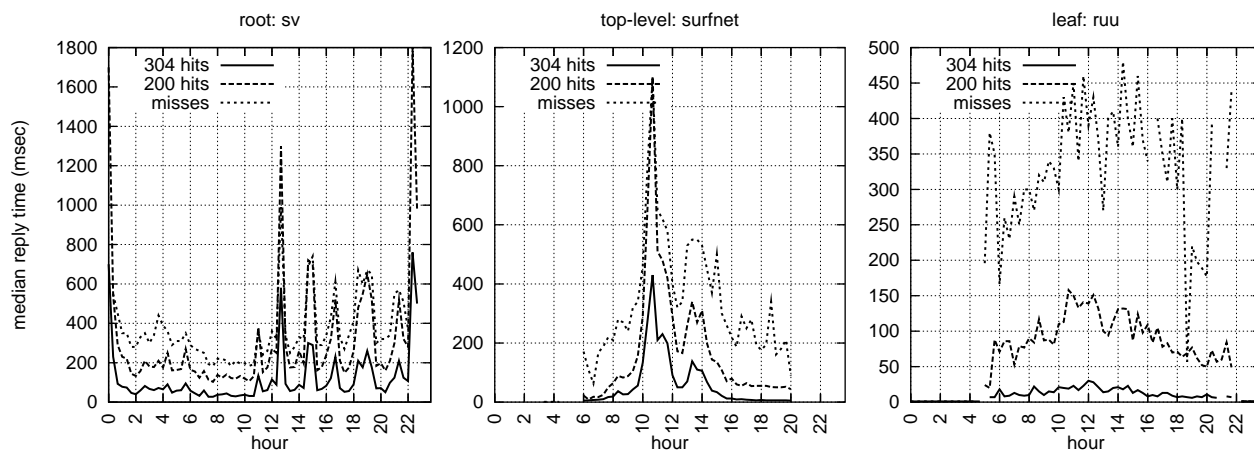 root: sv
median reply time (msec)
1800
1600
1400
1200
1000
800
600
400
200
0
304 hits
200 hits
misses
0 2 4 6 8 10 12 14 16 18 20 22
hour
top-level: surfnet
1200
1000
800
600
400
200
0
304 hits
200 hits
misses
0 2 4 6 8 10 12 14 16 18 20 22
hour
leaf: ruu
500
450
400
350
300
250
200
150
100
50
0
304 hits
200 hits
misses
0 2 4 6 8 10 12 14 16 18 20 22
hour